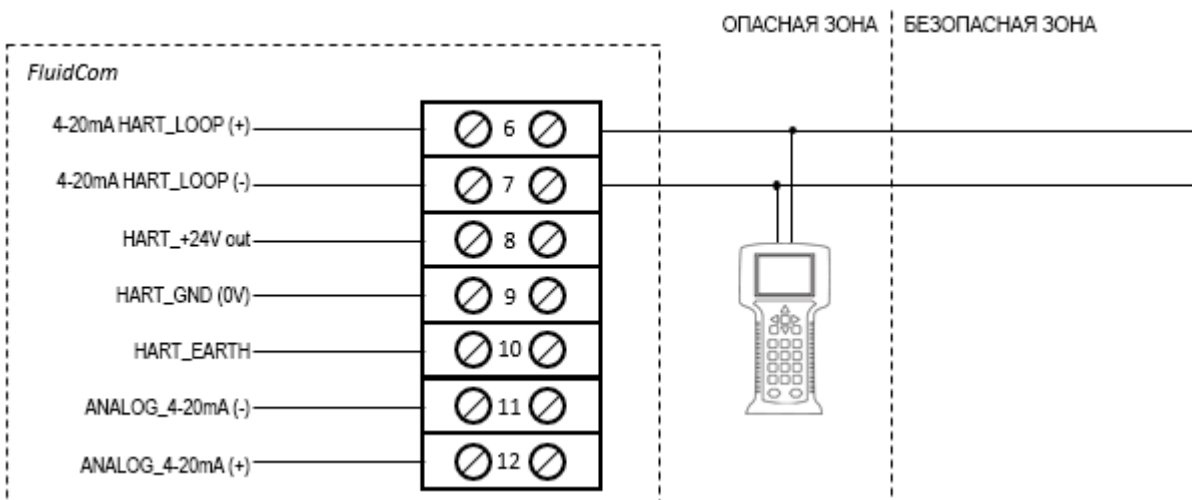 ОПАСНАЯ ЗОНА БЕЗОПАСНАЯ ЗОНА
FluidCom
4-20mA HART_LOOP (+) 6
4-20mA HART_LOOP (-) 7
HART_+24V out 8
HART_GND (0V) 9
HART_EARTH 10
ANALOG_4-20mA (-) 11
ANALOG_4-20mA (+) 12